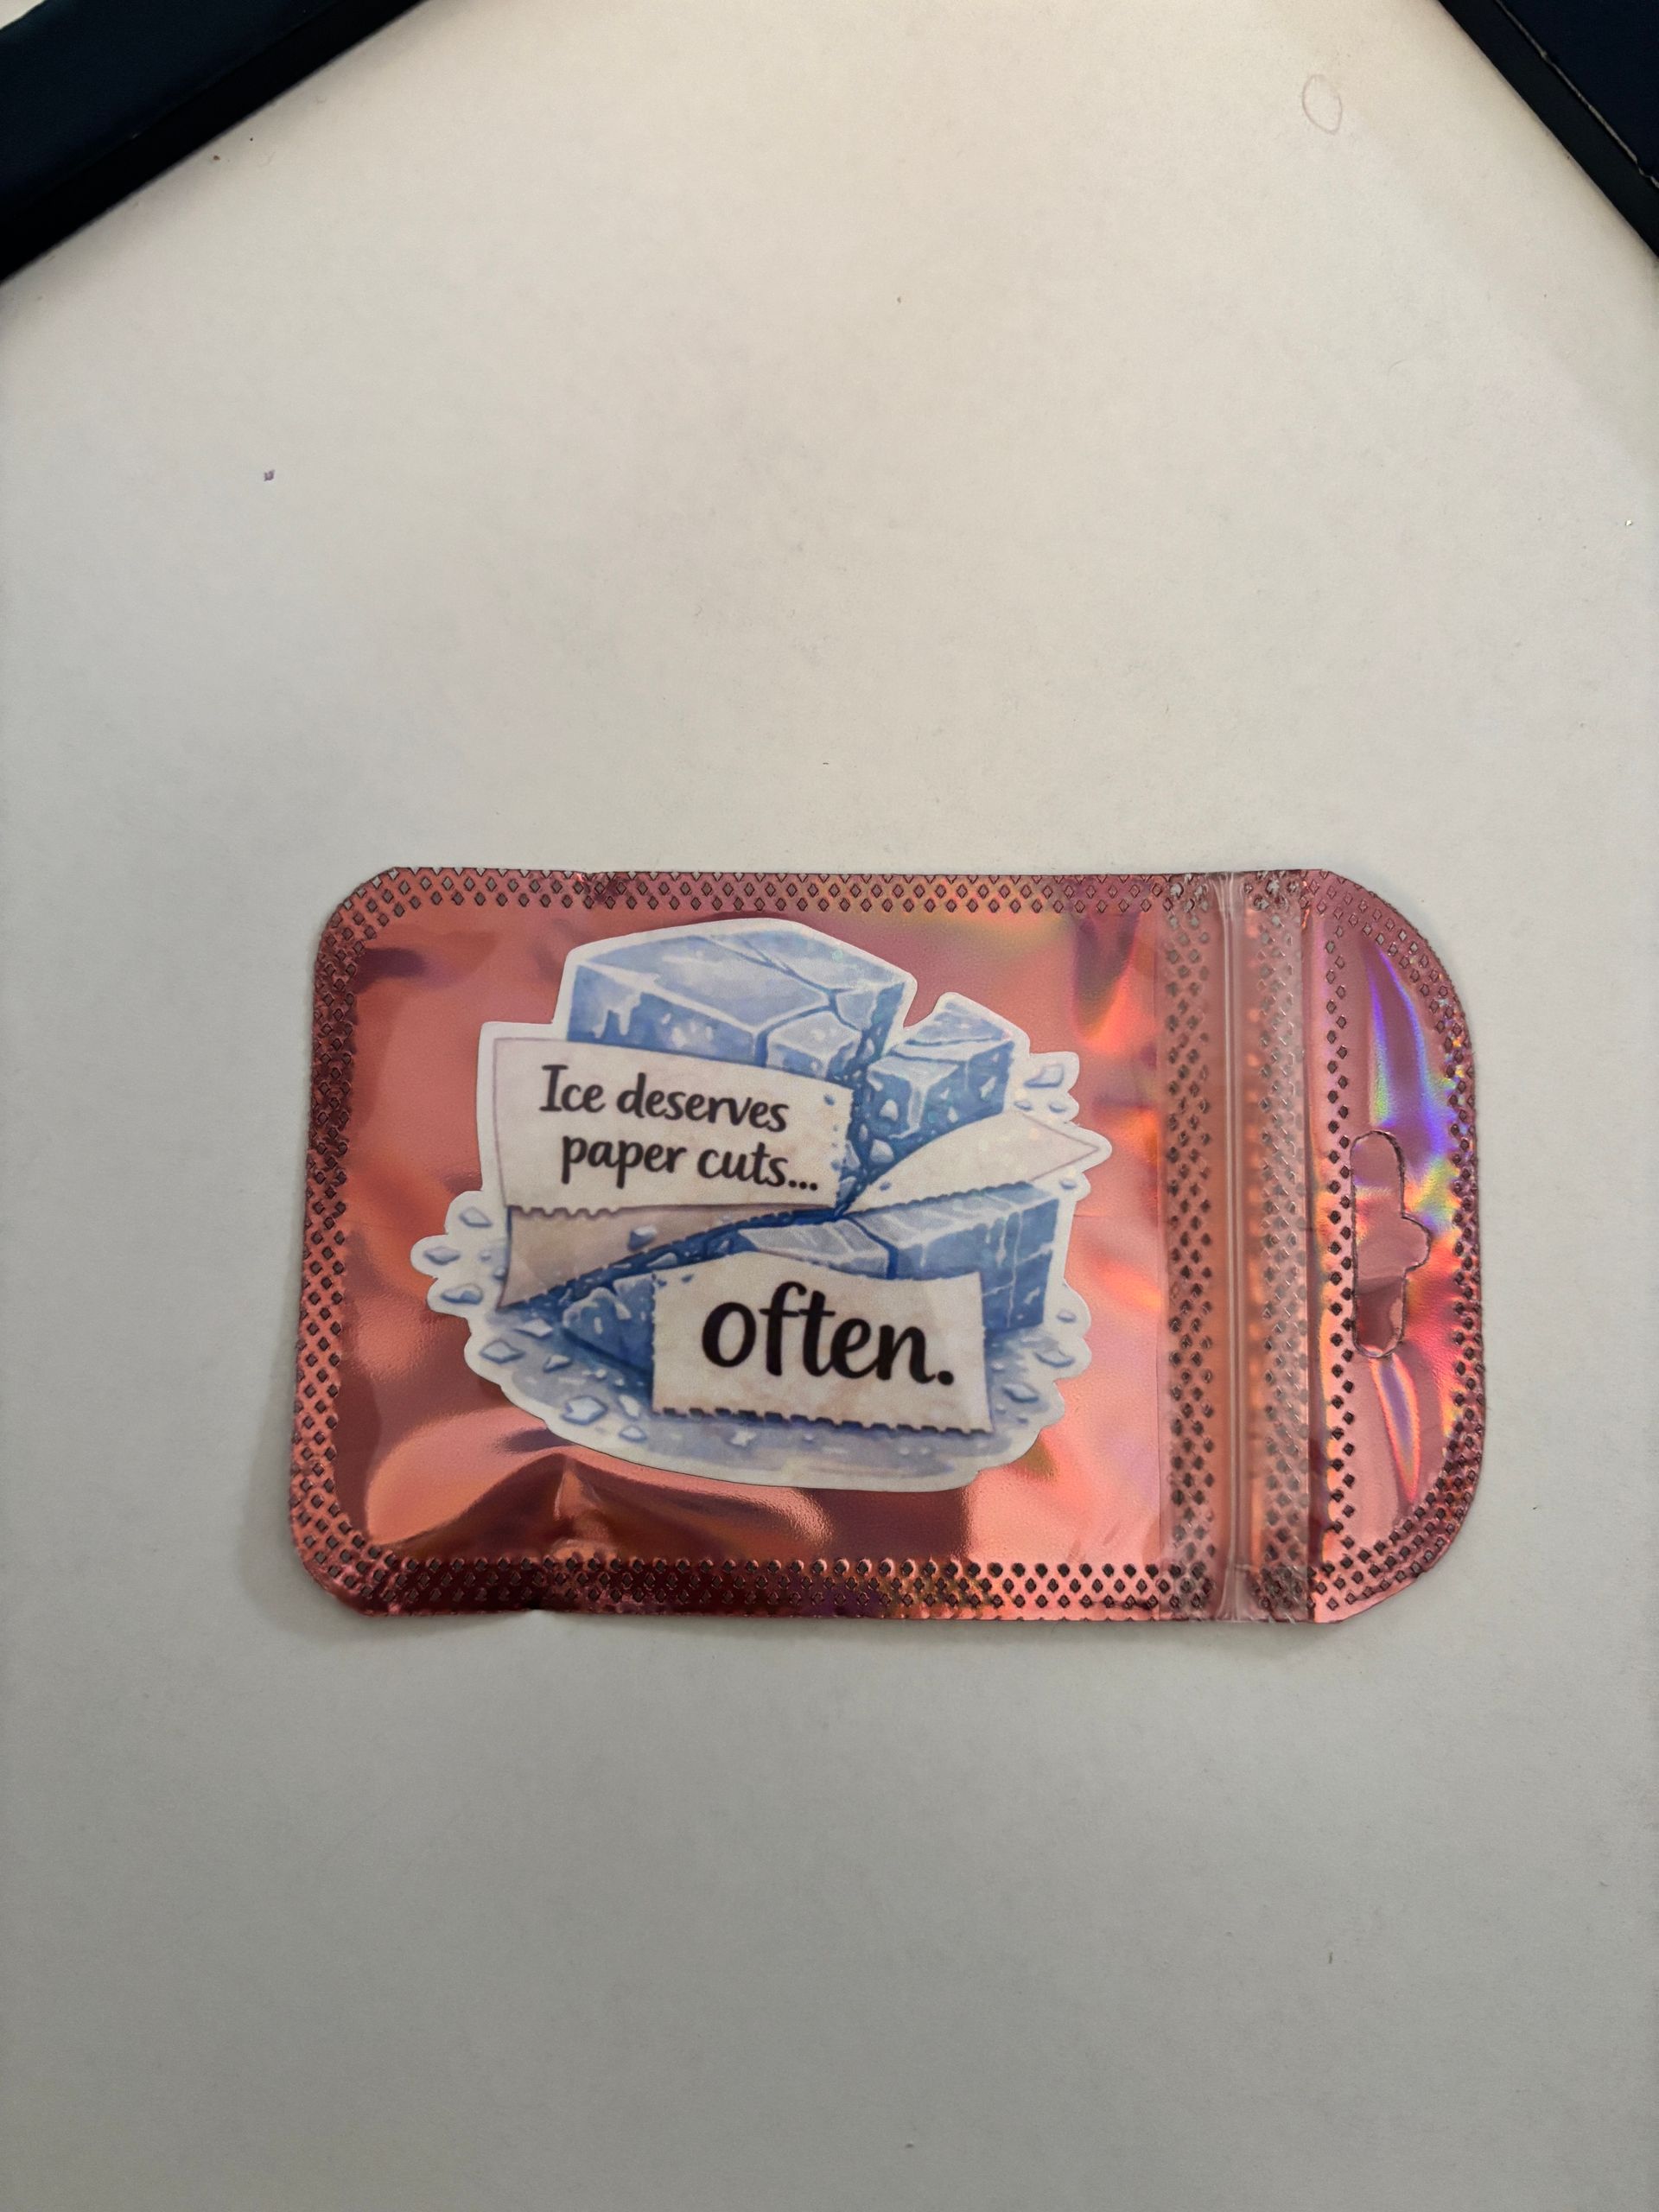 Ice deserves
paper cuts...
often.